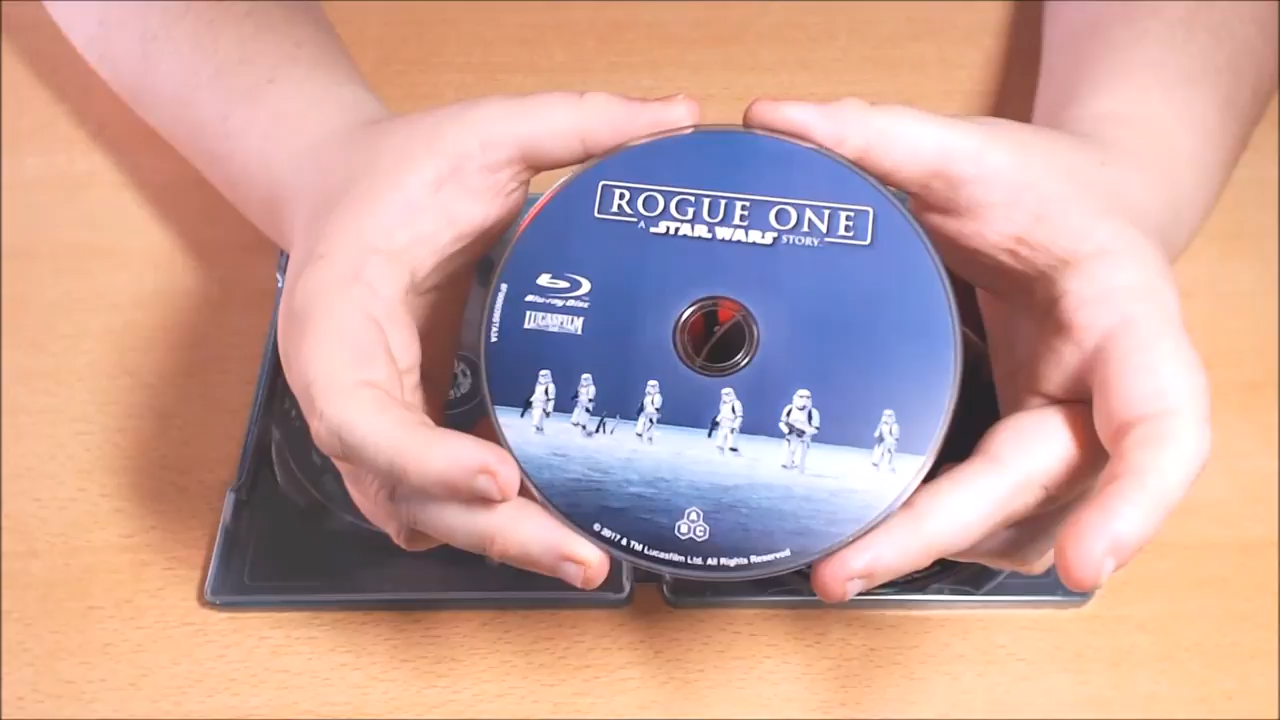 ROGUE ONE
A STAR WARS STORY
Blu-ray Disc
LUCASFILM
A
B C
© 2017 & TM Lucasfilm Ltd. All Rights Reserved